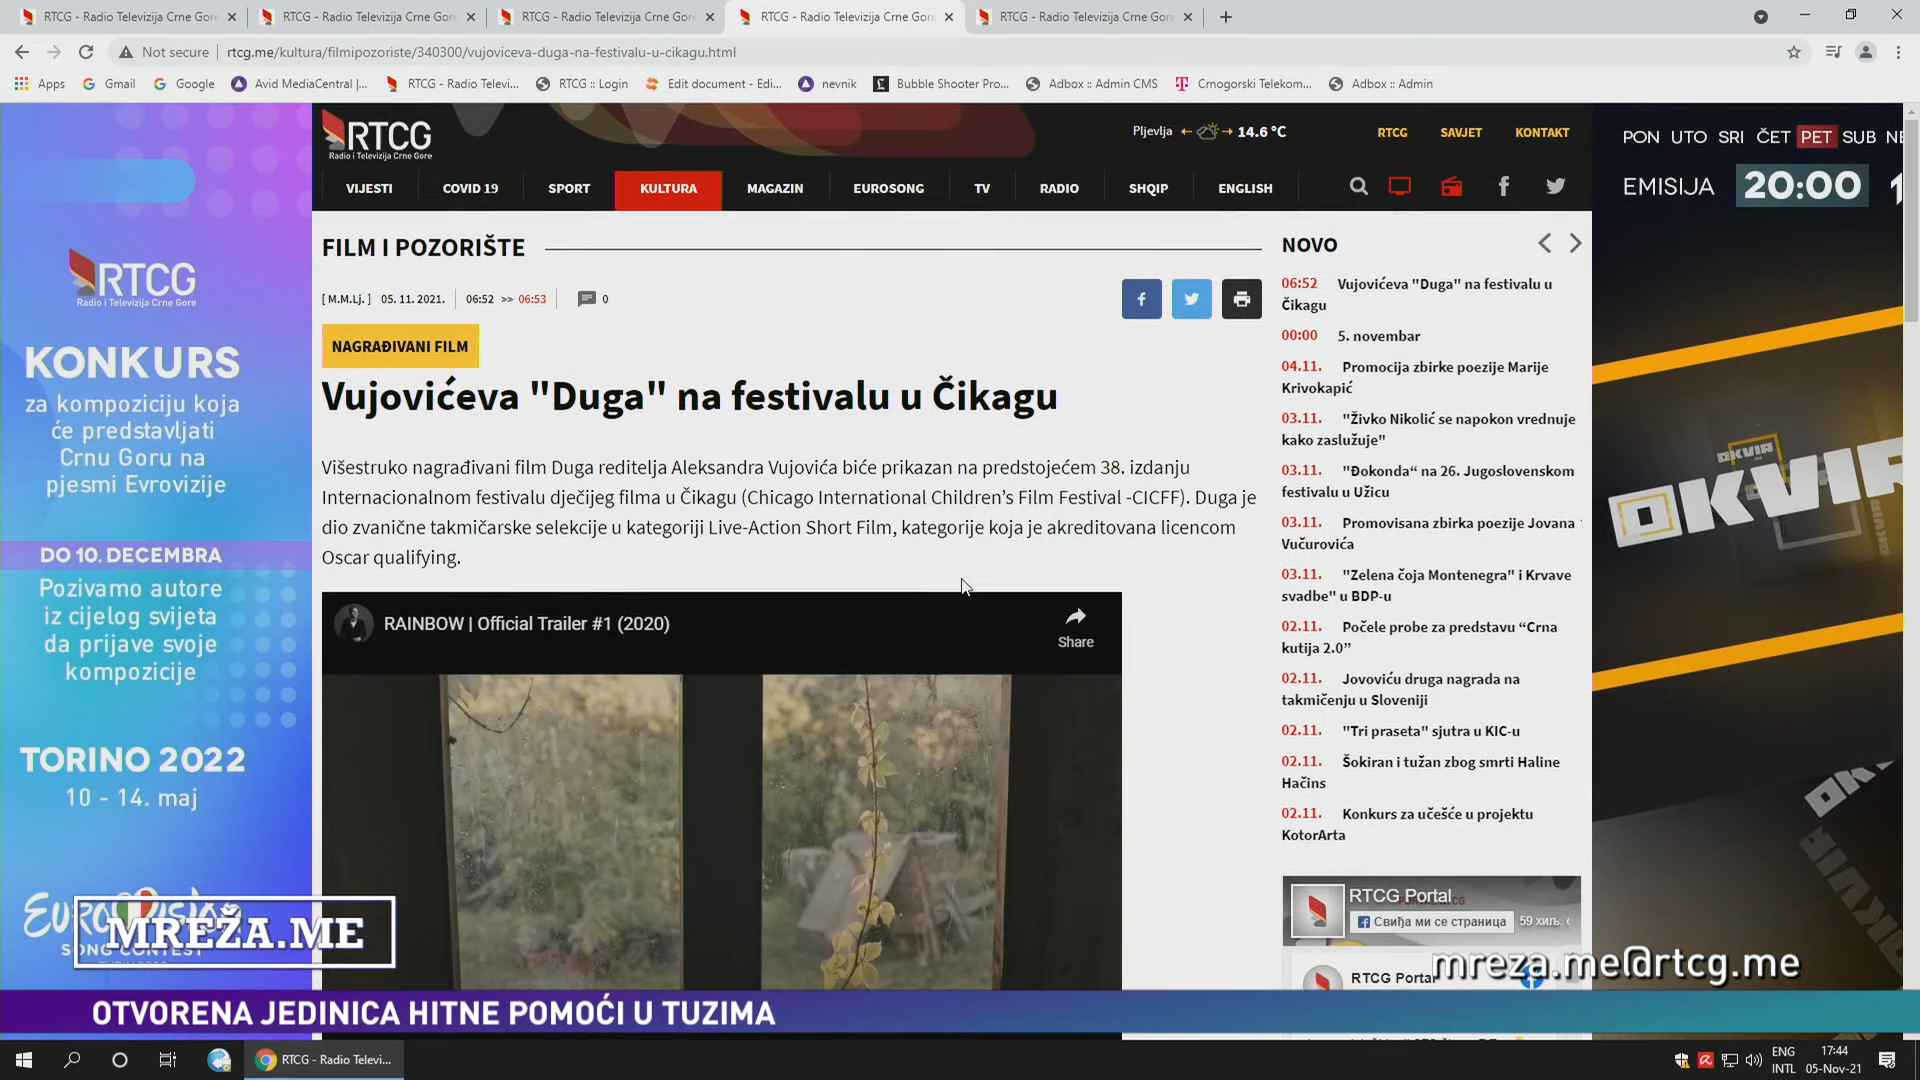 RTCG - Radio Televizija Crne Gore
RTCG - Radio Televizija Crne Gore
RTCG - Radio Televizija Crne Gore
RTCG - Radio Televizija Crne Gore
RTCG - Radio Televizija Crne Gore
Not secure
rtcg.me/kultura/filmipozoriste/340300/vujoviceva-duga-na-festivalu-u-cikagu.html
Apps
Gmail
Google
Avid MediaCentral |...
RTCG - Radio Televi...
RTCG :: Login
Edit document - Edi...
nevnik
Bubble Shooter Pro...
Adbox :: Admin CMS
Crnogorski Telekom...
Adbox :: Admin
RTCG
Radio i Televizija Crne Gore
Pljevlja
14.6 °C
RTCG
SAVJET
KONTAKT
VIJESTI
COVID 19
SPORT
KULTURA
MAGAZIN
EUROSONG
TV
RADIO
SHQIP
ENGLISH
PON UTO SRI ČET PET SUB NE
EMISIJA 20:00
RTCG
Radio i Televizija Crne Gore
KONKURS
za kompoziciju koja
će predstavljati
Crnu Goru na
pjesmi Evrovizije
DO 10. DECEMBRA
Pozivamo autore
iz cijelog svijeta
da prijave svoje
kompozicije
TORINO 2022
10 - 14. maj
FILM I POZORIŠTE
[ M.M.Lj. ] 05. 11. 2021. 06:52 >> 06:53 0
NAGRAĐIVANI FILM
Vujovićeva "Duga" na festivalu u Čikagu
Višestruko nagrađivani film Duga reditelja Aleksandra Vujovića biće prikazan na predstojećem 38. izdanju
Internacionalnom festivalu dječijeg filma u Čikagu (Chicago International Children's Film Festival -CICFF). Duga je
dio zvanične takmičarske selekcije u kategoriji Live-Action Short Film, kategorije koja je akreditovana licencom
Oscar qualifying.
RAINBOW | Official Trailer #1 (2020)
Share
NOVO
06:52 Vujovićeva "Duga" na festivalu u
Čikagu
00:00 5. novembar
04.11. Promocija zbirke poezije Marije
Krivokapić
03.11. "Živko Nikolić se napokon vrednuje
kako zaslužuje"
03.11. "Đokonda“ na 26. Jugoslovenskom
festivalu u Užicu
03.11. Promovisana zbirka poezije Jovana
Vučurovića
03.11. "Zelena čoja Montenegra" i Krvave
svadbe" u BDP-u
02.11. Počele probe za predstavu “Crna
kutija 2.0”
02.11. Jovoviću druga nagrada na
takmičenju u Sloveniji
02.11. "Tri praseta" sjutra u KIC-u
02.11. Šokiran i tužan zbog smrti Haline
Hačins
02.11. Konkurs za učešće u projektu
KotorArta
OKVIR
OKVIR
RTCG Portal
Свиђа ми се страница
59 хиљ.
RTCG Portal
EUROVISION
SONG CONTEST
MREŽA.ME
mreza.me@rtcg.me
OTVORENA JEDINICA HITNE POMOĆI U TUZIMA
RTCG - Radio Televi...
ENG
INTL
17:44
05-Nov-21